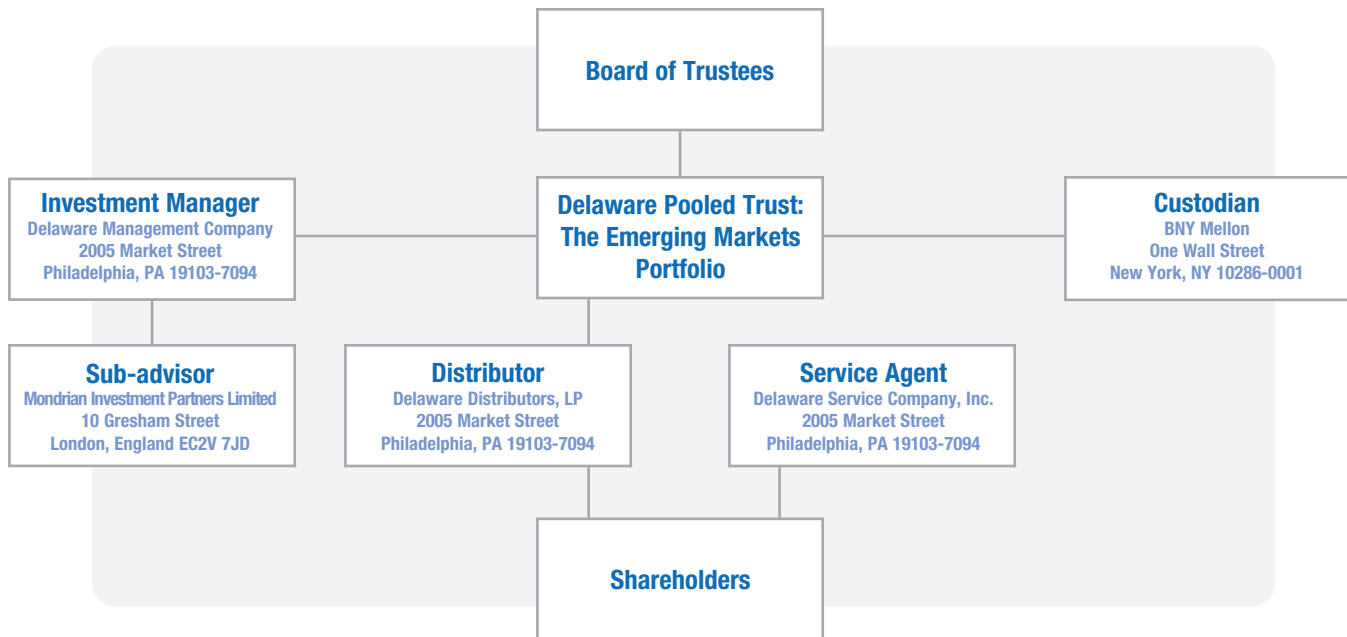 Board of Trustees
Investment Manager
Delaware Management Company
2005 Market Street
Philadelphia, PA 19103-7094
Delaware Pooled Trust:
The Emerging Markets
Portfolio
Custodian
BNY Mellon
One Wall Street
New York, NY 10286-0001
Sub-advisor
Mondrian Investment Partners Limited
10 Gresham Street
London, England EC2V 7JD
Distributor
Delaware Distributors, LP
2005 Market Street
Philadelphia, PA 19103-7094
Service Agent
Delaware Service Company, Inc.
2005 Market Street
Philadelphia, PA 19103-7094
Shareholders